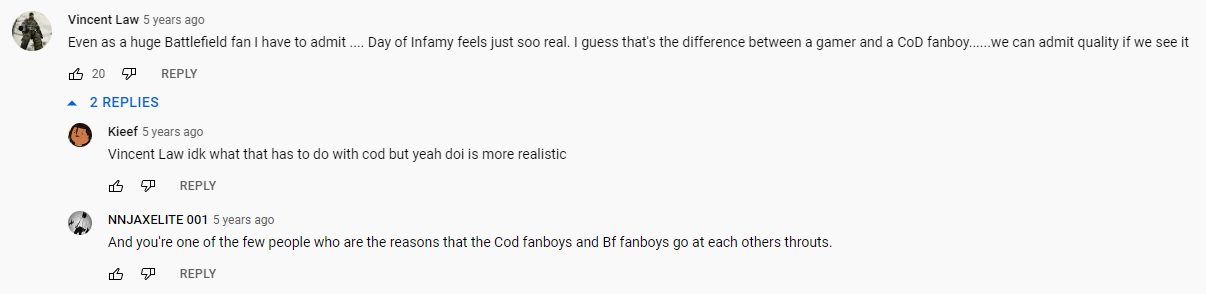 Vincent Law 5 years ago
Even as a huge Battlefield fan I have to admit .... Day of Infamy feels just soo real. I guess that's the difference between a gamer and a CoD fanboy......we can admit quality if we see it
20 REPLY
2 REPLIES
Kieef 5 years ago
Vincent Law idk what that has to do with cod but yeah doi is more realistic
REPLY
NNJAXELITE 001 5 years ago
And you're one of the few people who are the reasons that the Cod fanboys and Bf fanboys go at each others throuts.
REPLY